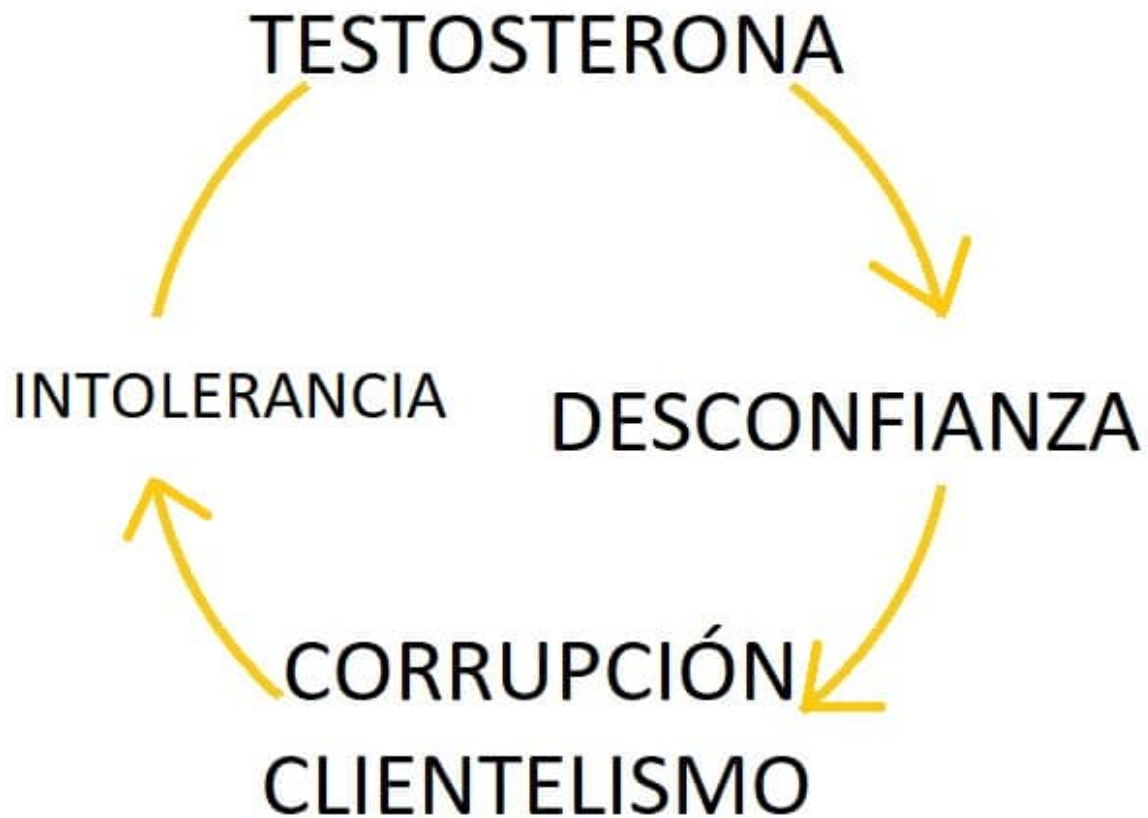 TESTOSTERONA
INTOLERANCIA
DESCONFIANZA
CORRUPCIÓN
CLIENTELISMO